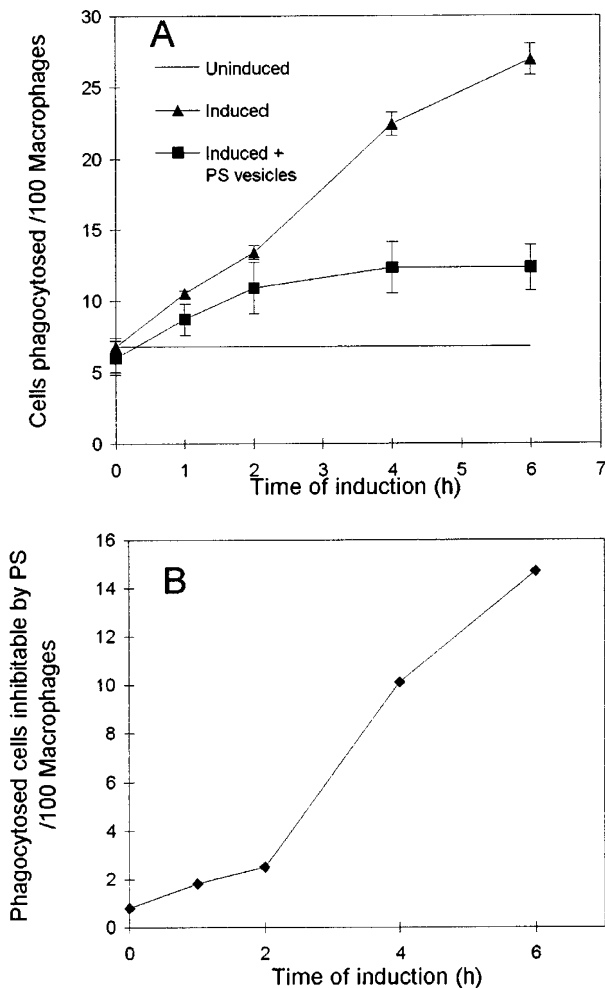 A
Uninduced
Induced
Induced +
PS vesicles
Cells phagocytosed /100 Macrophages
30
25
20
15
10
5
0
0 1 2 3 4 5 6 7
Time of induction (h)
B
Phagocytosed cells inhibitable by PS
/100 Macrophages
16
14
12
10
8
6
4
2
0
0 2 4 6
Time of induction (h)